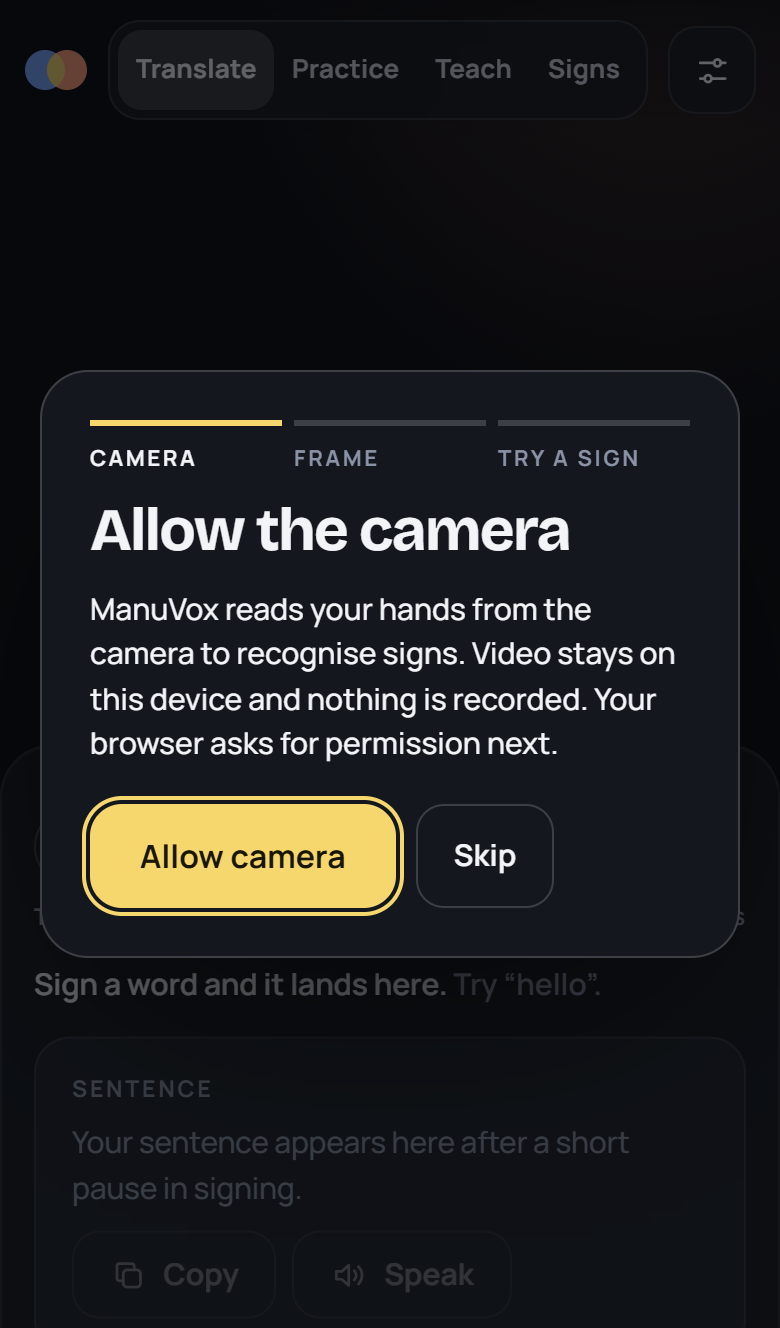 Translate Practice Teach Signs
CAMERA FRAME TRY A SIGN
Allow the camera
ManuVox reads your hands from the
camera to recognise signs. Video stays on
this device and nothing is recorded. Your
browser asks for permission next.
Allow camera Skip
Sign a word and it lands here. Try “hello”.
SENTENCE
Your sentence appears here after a short
pause in signing.
Copy Speak